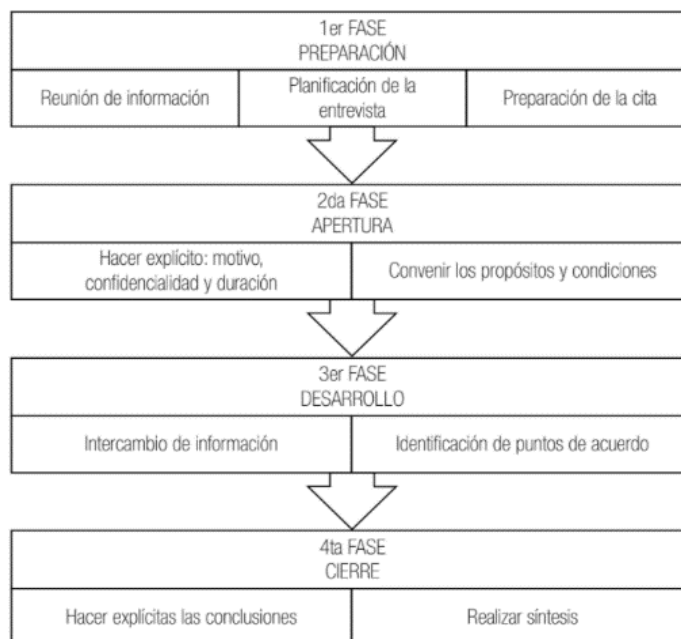 1er FASE
PREPARACIÓN
Reunión de información
Planificación de la
entrevista
Preparación de la cita
2da FASE
APERTURA
Hacer explícito: motivo,
confidencialidad y duración
Convenir los propósitos y condiciones
3er FASE
DESARROLLO
Intercambio de información
Identificación de puntos de acuerdo
4ta FASE
CIERRE
Hacer explícitas las conclusiones
Realizar síntesis